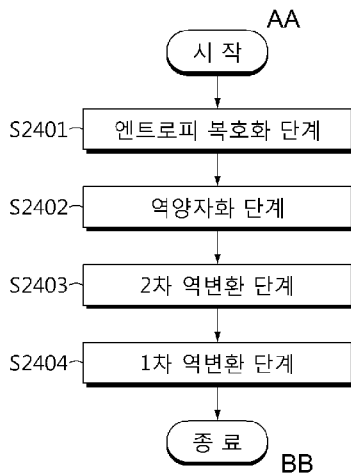 AA
시 작
S2401 엔트로피 복호화 단계
S2402 역양자화 단계
S2403 2차 역변환 단계
S2404 1차 역변환 단계
종 료
BB